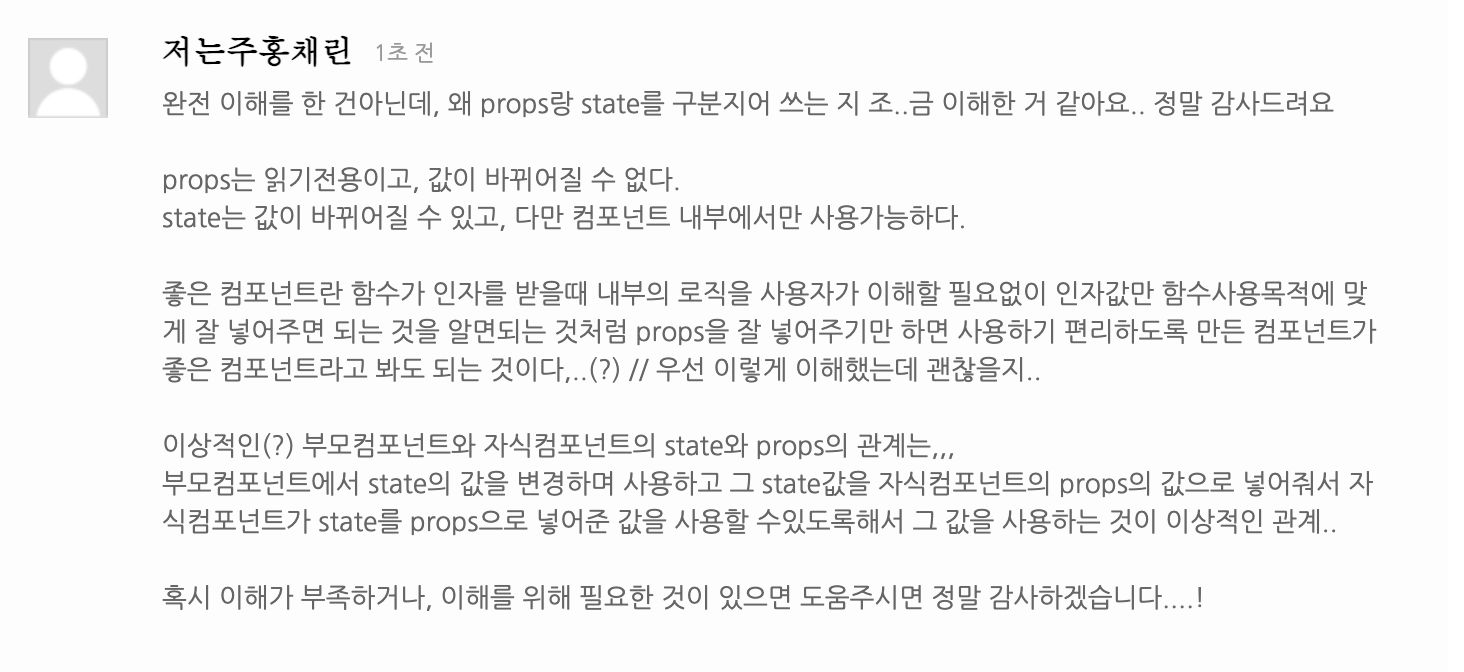 저는주홍채린 1초 전
완전 이해를 한 건아닌데, 왜 props랑 state를 구분지어 쓰는 지 조..금 이해한 거 같아요.. 정말 감사드려요
props는 읽기전용이고, 값이 바뀌어질 수 없다.
state는 값이 바뀌어질 수 있고, 다만 컴포넌트 내부에서만 사용가능하다.
좋은 컴포넌트란 함수가 인자를 받을때 내부의 로직을 사용자가 이해할 필요없이 인자값만 함수사용목적에 맞
게 잘 넣어주면 되는 것을 알면되는 것처럼 props을 잘 넣어주기만 하면 사용하기 편리하도록 만든 컴포넌트가
좋은 컴포넌트라고 봐도 되는 것이다,..(?) // 우선 이렇게 이해했는데 괜찮을지..
이상적인(?) 부모컴포넌트와 자식컴포넌트의 state와 props의 관계는,,,
부모컴포넌트에서 state의 값을 변경하며 사용하고 그 state값을 자식컴포넌트의 props의 값으로 넣어줘서 자
식컴포넌트가 state를 props으로 넣어준 값을 사용할 수있도록해서 그 값을 사용하는 것이 이상적인 관계..
혹시 이해가 부족하거나, 이해를 위해 필요한 것이 있으면 도움주시면 정말 감사하겠습니다....!